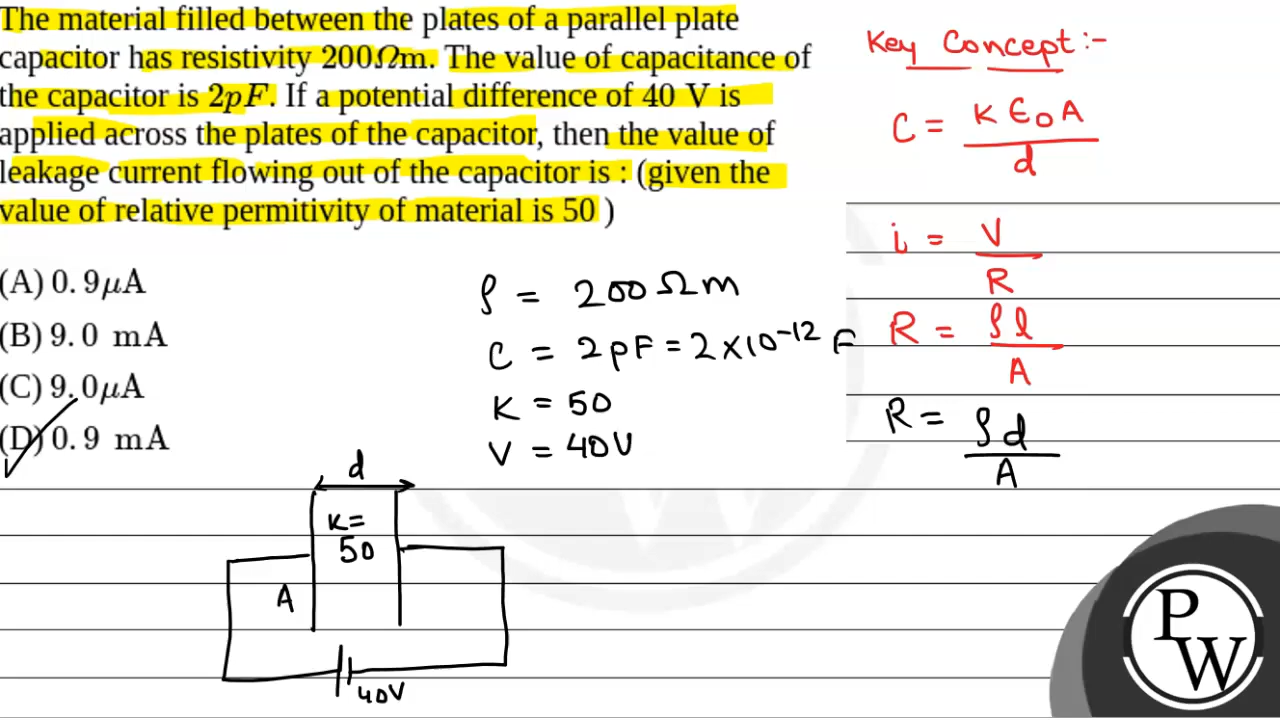 The material filled between the plates of a parallel plate
capacitor has resistivity 200Ωm. The value of capacitance of
the capacitor is 2pF. If a potential difference of 40 V is
applied across the plates of the capacitor, then the value of
leakage current flowing out of the capacitor is : (given the
value of relative permitivity of material is 50 )
(A) 0.9μA
(B) 9.0 mA
(C) 9.0μA
(D) 0.9 mA
ρ = 200 Ωm
C = 2pF = 2×10⁻¹² F
K = 50
V = 40V
d
K=
50
A
40V
Key Concept :-
C = K ε₀ A / d
i = V / R
R = ρl / A
R = ρd / A
PW